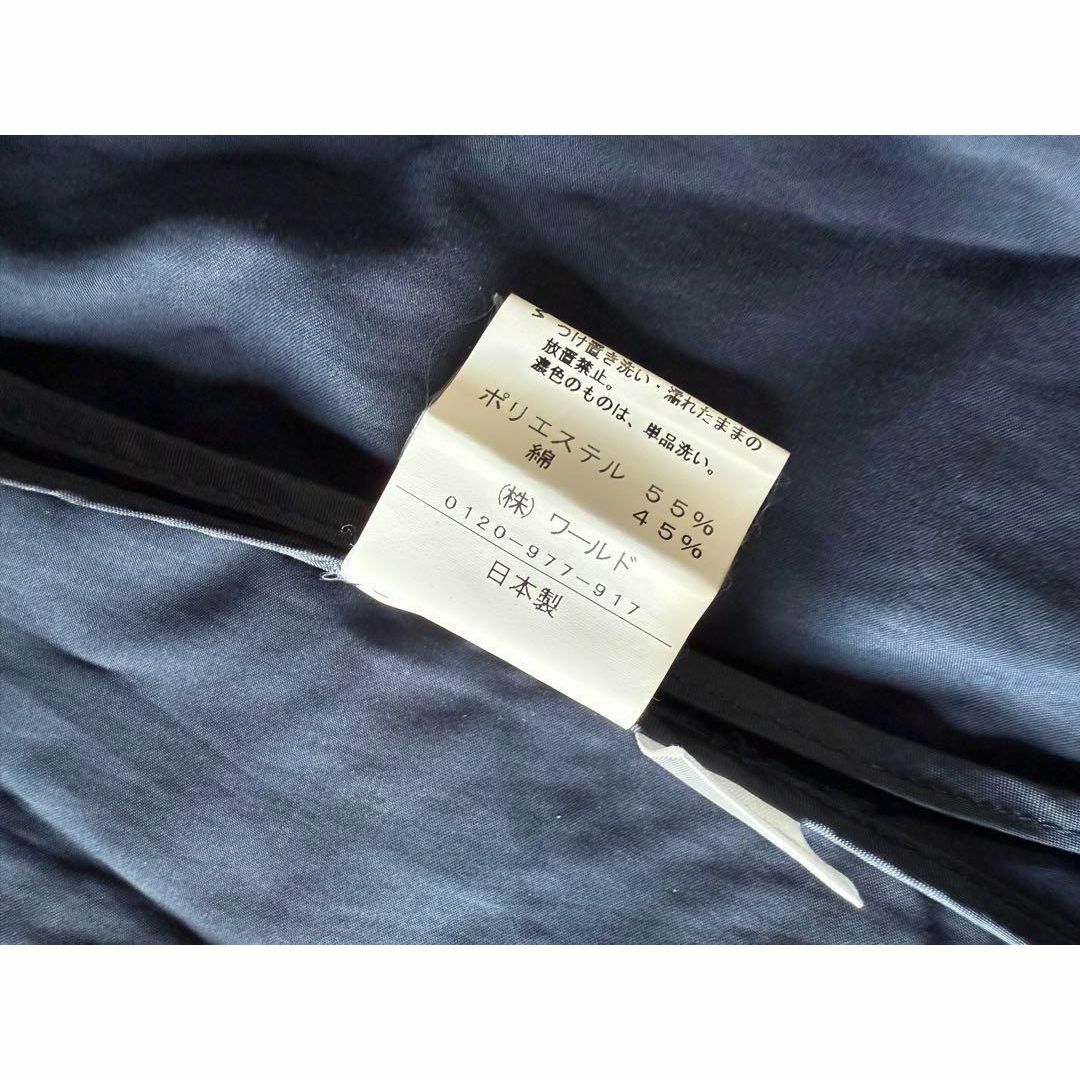 つけ置き洗い・濡れたままの
放置禁止。
濃色のものは、単品洗い。
ポリエステル 55%
綿 45%
(株) ワールド
0120-977-917
日本製